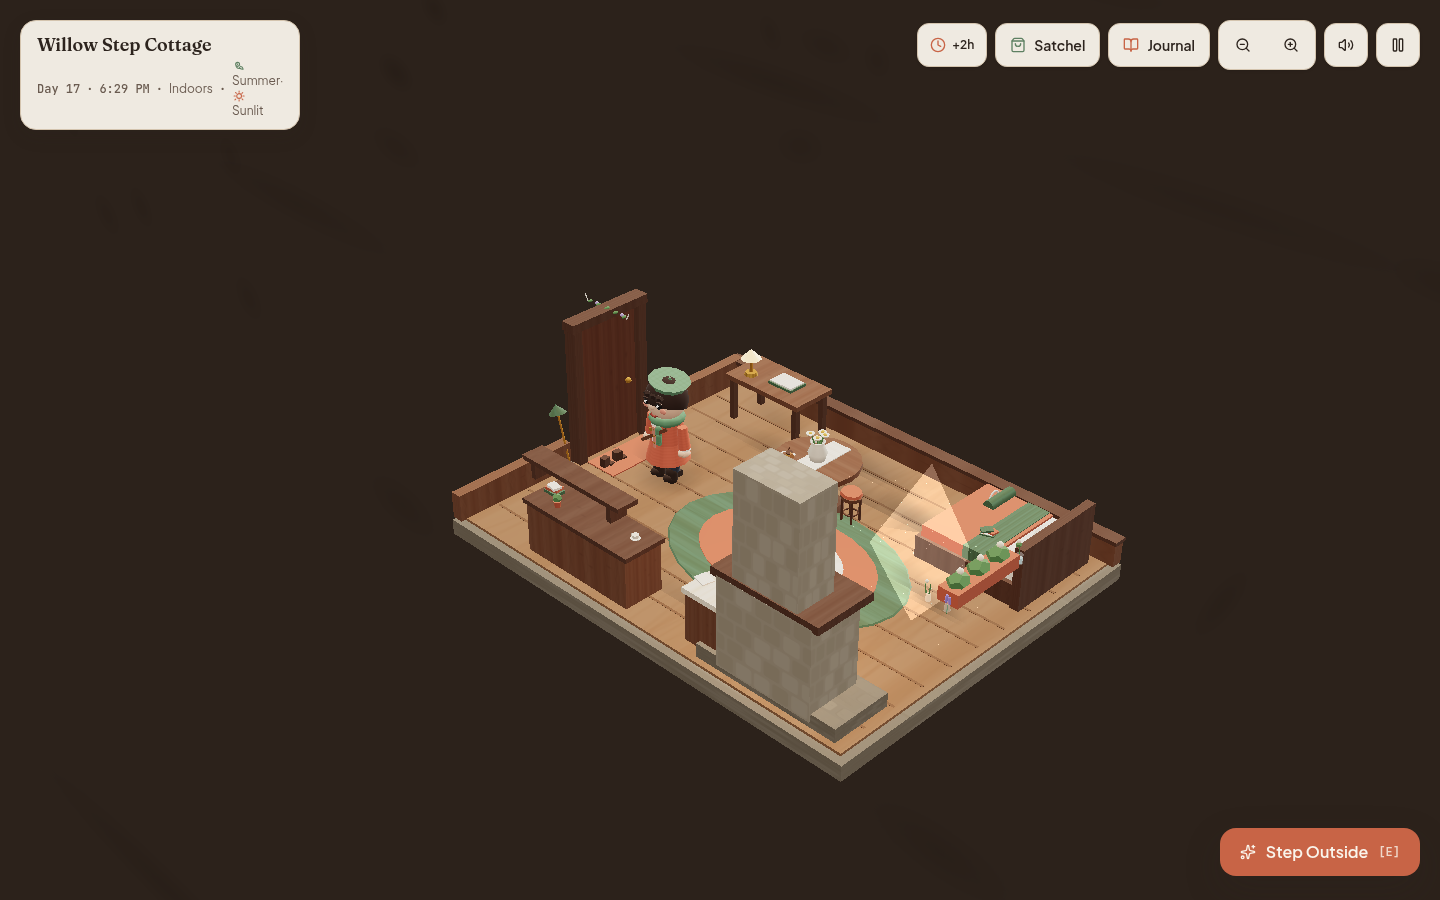 Willow Step Cottage
Day 17 · 6:29 PM · Indoors ·
Summer·
Sunlit
+2h
Satchel
Journal
Step Outside [E]